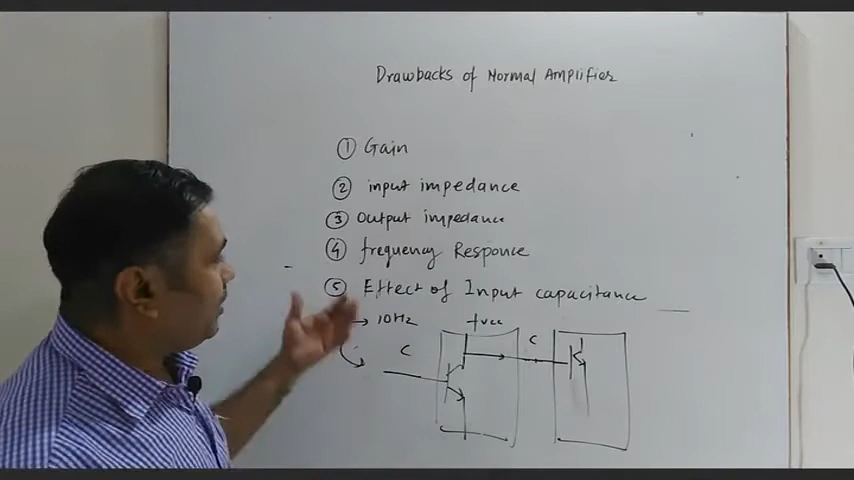 Drawbacks of Normal Amplifier
① Gain
② input impedance
③ Output impedance
④ frequency Responce
⑤ Effect of Input capacitance
→ 10Hz
+Vcc
C
C